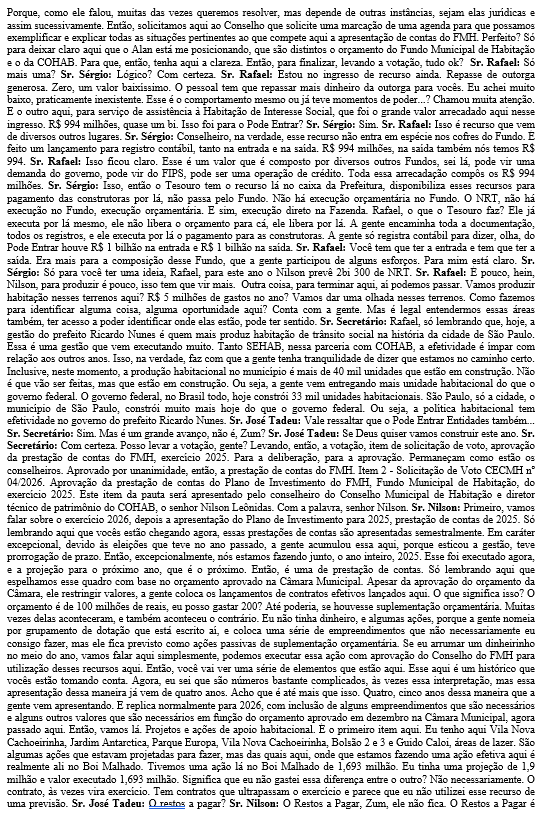 Porque, como ele falou, muitas das vezes queremos resolver, mas depende de outras instâncias, sejam elas jurídicas e
assim sucessivamente. Então, solicitamos aqui ao Conselho que solicite uma marcação de uma agenda para que possamos
exemplificar e explicar todas as situações pertinentes ao que compete aqui a apresentação de contas do FMH. Perfeito? Só
para deixar claro aqui que o Alan está me posicionando, que são distintos o orçamento do Fundo Municipal de Habitação
e o da COHAB. Para que, então, tenha aqui a clareza. Então, para finalizar, levando a votação, tudo ok? Sr. Rafael: Só
mais uma? Sr. Sérgio: Lógico? Com certeza. Sr. Rafael: Estou no ingresso de recurso ainda. Repasse de outorga
generosa. Zero, um valor baixíssimo. O pessoal tem que repassar mais dinheiro da outorga para vocês. Eu achei muito
baixo, praticamente inexistente. Esse é o comportamento mesmo ou já teve momentos de poder...? Chamou muita atenção.
E o outro aqui, para serviço de assistência à Habitação de Interesse Social, que foi o grande valor arrecadado aqui nesse
ingresso. R$ 994 milhões, quase um bi. Isso foi para o Pode Entrar? Sr. Sérgio: Sim. Sr. Rafael: Esse é o recurso que vem
de diversos outros lugares. Sr. Sérgio: Conselheiro, na verdade, esse recurso não entra em espécie nos cofres do Fundo. É
feito um lançamento para registro contábil, tanto na entrada e na saída. R$ 994 milhões, na saída também nós temos R$
994. Sr. Rafael: Isso ficou claro. Esse é um valor que é composto por diversos outros Fundos, sei lá, pode vir uma
demanda do governo, pode vir do FIPS, pode ser uma operação de crédito. Toda essa arrecadação compôs os R$ 994
milhões. Sr. Sérgio: Isso, então o Tesouro tem o recurso lá no caixa da Prefeitura, disponibiliza esses recursos para
pagamento das construtoras por lá, não passa pelo Fundo. Não há execução orçamentária no Fundo. O NRT, não há
execução no Fundo, execução orçamentária. E sim, execução direto na Fazenda. Rafael, o que o Tesouro faz? Ele já
executa por lá mesmo, ele não libera o orçamento para cá, ele libera por lá. A gente encaminha toda a documentação,
todos os registros, e ele executa por lá o pagamento para as construtoras. A gente só registra contábil para dizer, olha, do
Pode Entrar houve R$ 1 bilhão na entrada e R$ 1 bilhão na saída. Sr. Rafael: Você tem que ter a entrada e tem que ter a
saída. Era mais para a composição desse Fundo, que a gente participou de alguns esforços. Para mim está claro. Sr.
Sérgio: Só para você ter uma ideia, Rafael, para este ano o Nilson prevê 2bi 300 de NRT. Sr. Rafael: É pouco, hein,
Nilson, para produzir é pouco, isso tem que vir mais. Outra coisa, para terminar aqui, aí podemos passar. Vamos produzir
habitação nesses terrenos aqui? R$ 5 milhões de gastos no ano? Vamos dar uma olhada nesses terrenos. Como fazemos
para identificar alguma coisa, alguma oportunidade aqui? Conta com a gente. Mas é legal entendermos essas áreas
também, ter acesso a poder identificar onde elas estão, pode ter sentido. Sr. Secretário: Rafael, só lembrando que, hoje, a
gestão do prefeito Ricardo Nunes é quem mais produz habitação de trânsito social na história da cidade de São Paulo.
Essa é uma gestão que vem executando muito. Tanto SEHAB, nessa parceria com COHAB, a efetividade é ímpar com
relação aos outros anos. Isso, na verdade, faz com que a gente tenha tranquilidade de dizer que estamos no caminho certo.
Inclusive, neste momento, a produção habitacional no município é mais de 40 mil unidades que estão em construção. Não
é que vão ser feitas, mas que estão em construção. Ou seja, a gente vem entregando mais unidade habitacional do que o
governo federal. O governo federal, no Brasil todo, hoje constrói 33 mil unidades habitacionais. São Paulo, só a cidade, o
município de São Paulo, constrói muito mais hoje do que o governo federal. Ou seja, a política habitacional tem
efetividade no governo do prefeito Ricardo Nunes. Sr. José Tadeu: Vale ressaltar que o Pode Entrar Entidades também...
Sr. Secretário: Sim. Mas é um grande avanço, não é, Zum? Sr. José Tadeu: Se Deus quiser vamos construir este ano. Sr.
Secretário: Com certeza. Posso levar a votação, gente? Levando, então, a votação, item de solicitação de voto, aprovação
da prestação de contas do FMH, exercício 2025. Para a deliberação, para a aprovação. Permaneçam como estão os
conselheiros. Aprovado por unanimidade, então, a prestação de contas do FMH. Item 2 - Solicitação de Voto CECMH nº
04/2026. Aprovação da prestação de contas do Plano de Investimento do FMH, Fundo Municipal de Habitação, do
exercício 2025. Este item da pauta será apresentado pelo conselheiro do Conselho Municipal de Habitação e diretor
técnico de patrimônio do COHAB, o senhor Nilson Leônidas. Com a palavra, senhor Nilson. Sr. Nilson: Primeiro, vamos
falar sobre o exercício 2026, depois a apresentação do Plano de Investimento para 2025, prestação de contas de 2025. Só
lembrando aqui que vocês estão chegando agora, essas prestações de contas são apresentadas semestralmente. Em caráter
excepcional, devido às eleições que teve no ano passado, a gente acumulou essa aqui, porque esticou a gestão, teve
prorrogação de prazo. Então, excepcionalmente, nós estamos fazendo junto, o ano inteiro, 2025. Esse foi executado agora,
e a projeção para o próximo ano, que é o próximo. Então, é uma de prestação de contas. Só lembrando aqui que
espelhamos esse quadro com base no orçamento aprovado na Câmara Municipal. Apesar da aprovação do orçamento da
Câmara, ele restringir valores, a gente coloca os lançamentos de contratos efetivos lançados aqui. O que significa isso? O
orçamento é de 100 milhões de reais, eu posso gastar 200? Até poderia, se houvesse suplementação orçamentária. Muitas
vezes delas aconteceram, e também aconteceu o contrário. Eu não tinha dinheiro, e algumas ações, porque a gente nomeia
por grupamento de dotação que está escrito aí, e coloca uma série de empreendimentos que não necessariamente eu
consigo fazer, mas ele fica previsto como ações passivas de suplementação orçamentária. Se eu arrumar um dinheirinho
no meio do ano, vamos falar aqui simplesmente, podemos executar essa ação com aprovação do Conselho do FMH para
utilização desses recursos aqui. Então, você vai ver uma série de elementos que estão aqui. Esse aqui é um histórico que
vocês estão tomando conta. Agora, eu sei que são números bastante complicados, às vezes essa interpretação, mas essa
apresentação dessa maneira já vem de quatro anos. Acho que é até mais que isso. Quatro, cinco anos dessa maneira que a
gente vem apresentando. E replica normalmente para 2026, com inclusão de alguns empreendimentos que são necessários
e alguns outros valores que são necessários em função do orçamento aprovado em dezembro na Câmara Municipal, agora
passado aqui. Então, vamos lá. Projetos e ações de apoio habitacional. É o primeiro item aqui. Eu tenho aqui Vila Nova
Cachoeirinha, Jardim Antarctica, Parque Europa, Vila Nova Cachoeirinha, Bolsão 2 e 3 e Guido Caloi, áreas de lazer. São
algumas ações que estavam projetadas para fazer, mas das quais aqui, onde que estamos fazendo uma ação efetiva aqui é
realmente ali no Boi Malhado. Tivemos uma ação lá no Boi Malhado de 1,693 milhão. Eu tinha uma projeção de 1,9
milhão e valor executado 1,693 milhão. Significa que eu não gastei essa diferença entre o outro? Não necessariamente. O
contrato, às vezes vira exercício. Tem contratos que ultrapassam o exercício e parece que eu não utilizei esse recurso de
uma previsão. Sr. José Tadeu: O restos a pagar? Sr. Nilson: O Restos a Pagar, Zum, ele não fica. O Restos a Pagar é